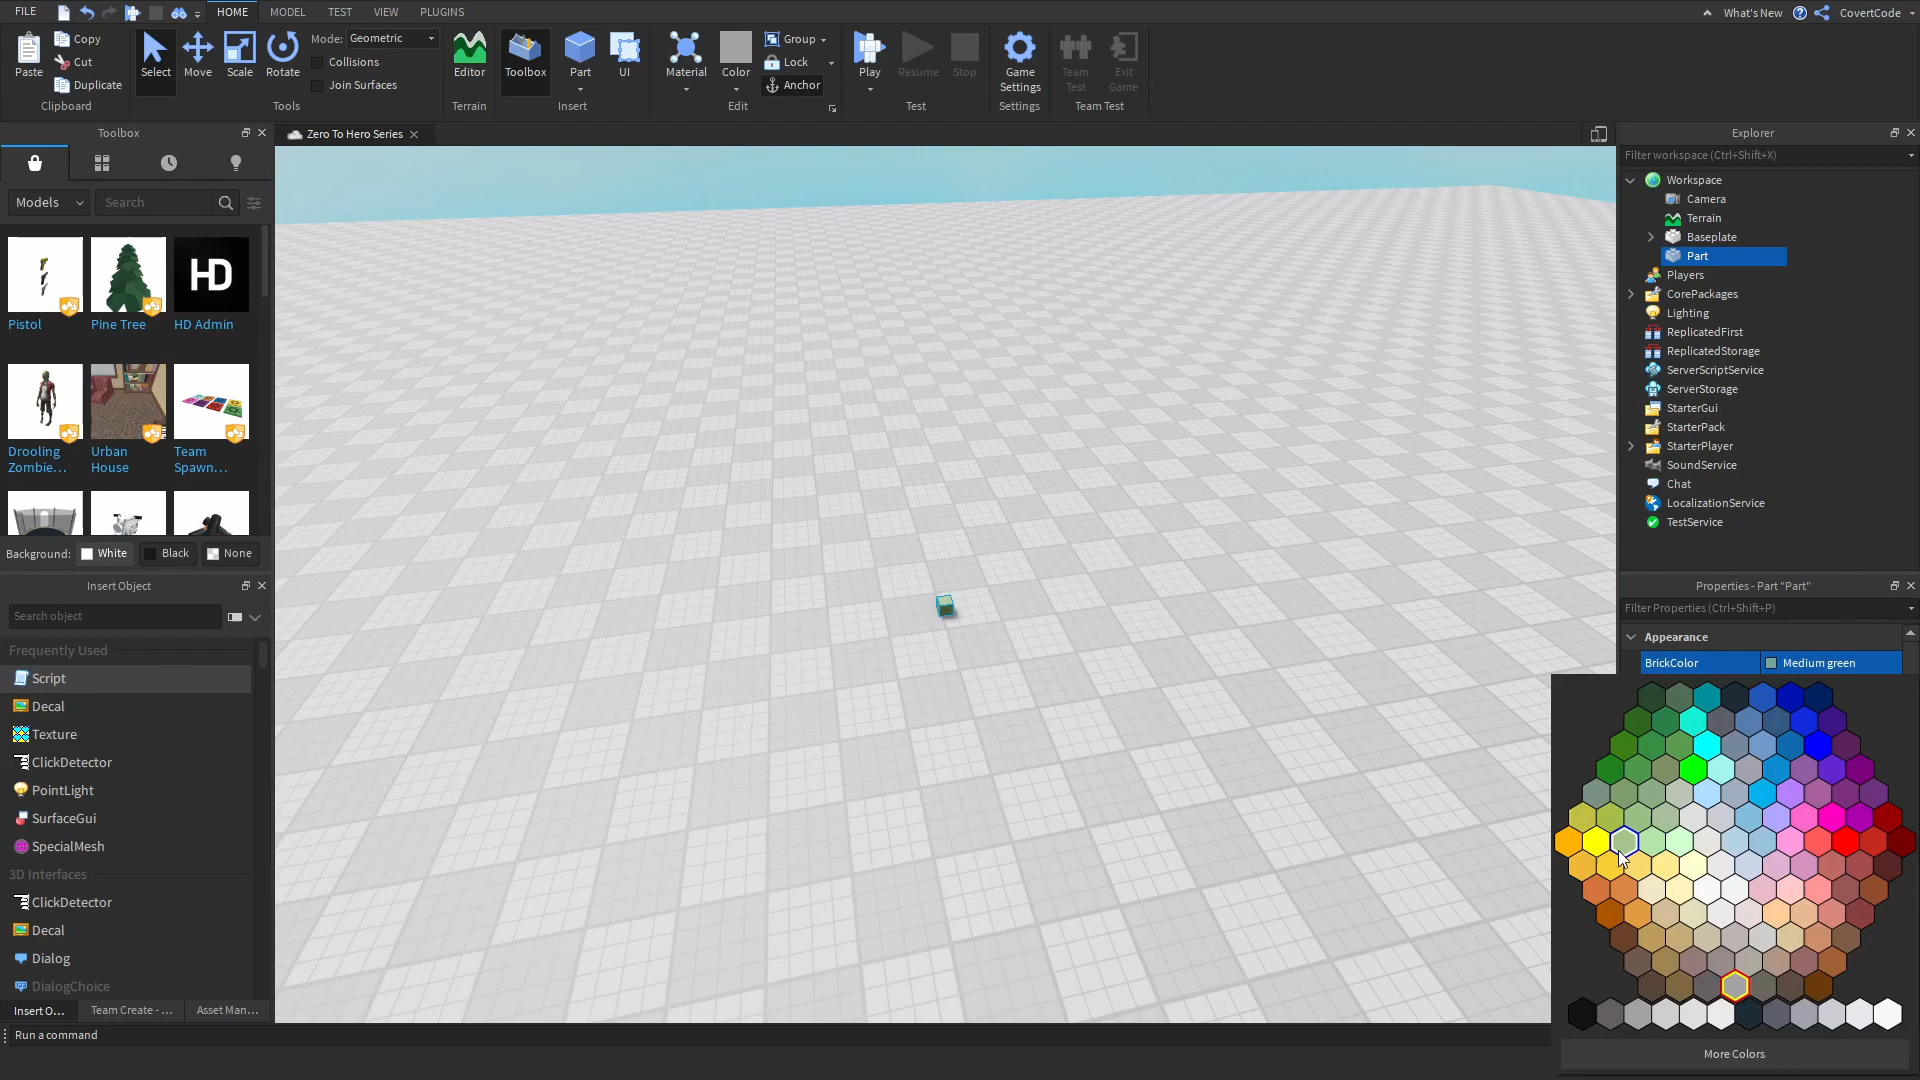 FILE
HOME
MODEL
TEST
VIEW
PLUGINS
What's New
CovertCode
Paste
Copy
Cut
Duplicate
Clipboard
Select
Move
Scale
Rotate
Mode:
Geometric
Collisions
Join Surfaces
Tools
Editor
Terrain
Toolbox
Part
UI
Insert
Material
Color
Group
Lock
Anchor
Edit
Play
Resume
Stop
Test
Game
Settings
Settings
Team
Test
Exit
Game
Team Test
Toolbox
Models
Search
Pistol
Pine Tree
HD
HD Admin
Drooling
Zombie...
Urban
House
Team
Spawn...
Background:
White
Black
None
Insert Object
Search object
Frequently Used
Script
Decal
Texture
ClickDetector
PointLight
SurfaceGui
SpecialMesh
3D Interfaces
ClickDetector
Decal
Dialog
DialogChoice
Insert O...
Team Create - ...
Asset Man...
Run a command
Zero To Hero Series
Explorer
Filter workspace (Ctrl+Shift+X)
Workspace
Camera
Terrain
Baseplate
Part
Players
CorePackages
Lighting
ReplicatedFirst
ReplicatedStorage
ServerScriptService
ServerStorage
StarterGui
StarterPack
StarterPlayer
SoundService
Chat
LocalizationService
TestService
Properties - Part "Part"
Filter Properties (Ctrl+Shift+P)
Appearance
BrickColor
Medium green
More Colors